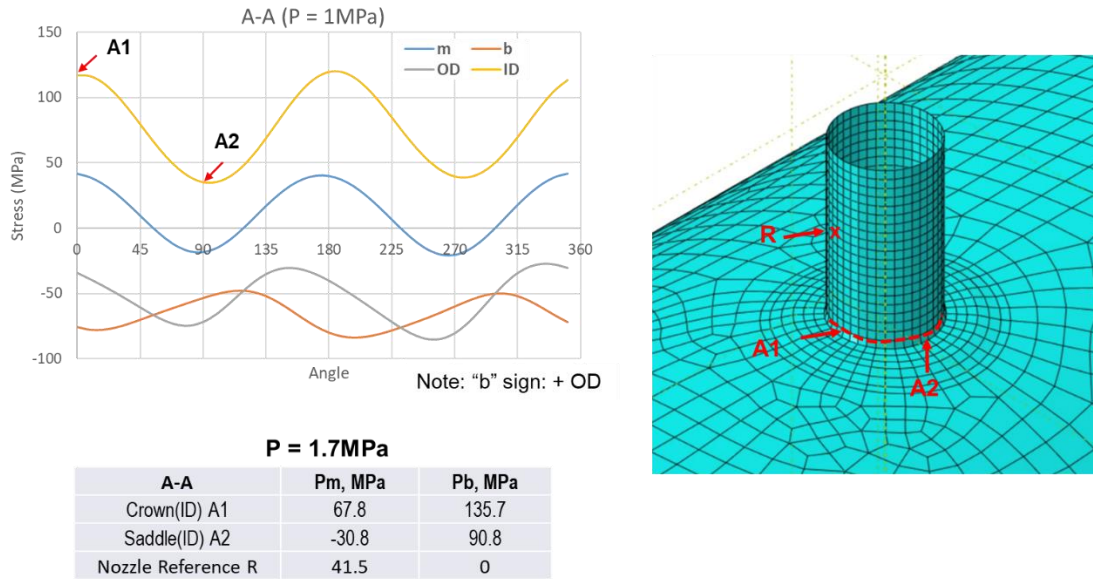 A-A (P = 1MPa)
150
100
50
0
-50
-100
Stress (MPa)
A1
A2
m b
OD ID
0 45 90 135 180 225 270 315 360
Angle
Note: “b” sign: + OD
R
A1
A2
P = 1.7MPa
A-A Pm, MPa Pb, MPa
Crown(ID) A1 67.8 135.7
Saddle(ID) A2 -30.8 90.8
Nozzle Reference R 41.5 0